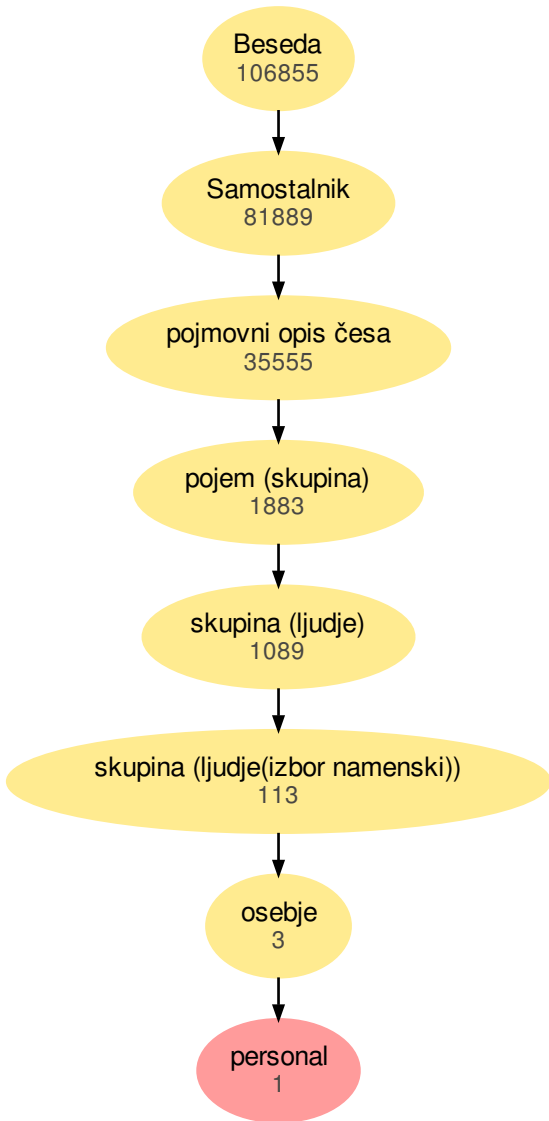 Beseda
106855
Samostalnik
81889
pojmovni opis česa
35555
pojem (skupina)
1883
skupina (ljudje)
1089
skupina (ljudje(izbor namenski))
113
osebje
3
personal
1